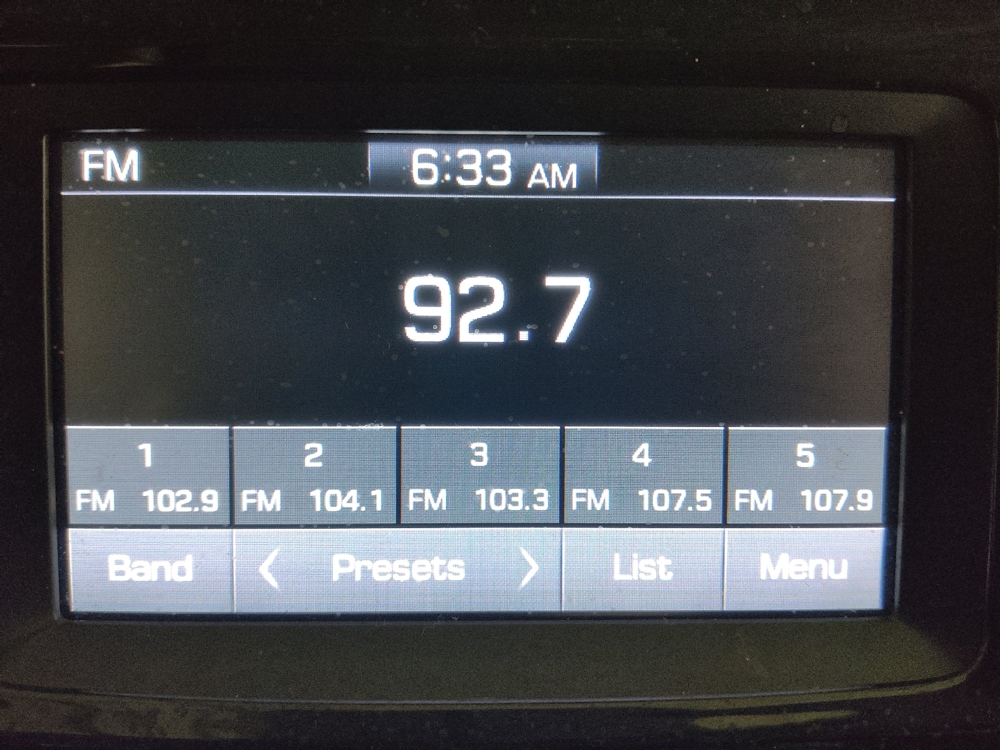 FM 6:33 AM
92.7
1 2 3 4 5
FM 102.9 FM 104.1 FM 103.3 FM 107.5 FM 107.9
Band < Presets > List Menu